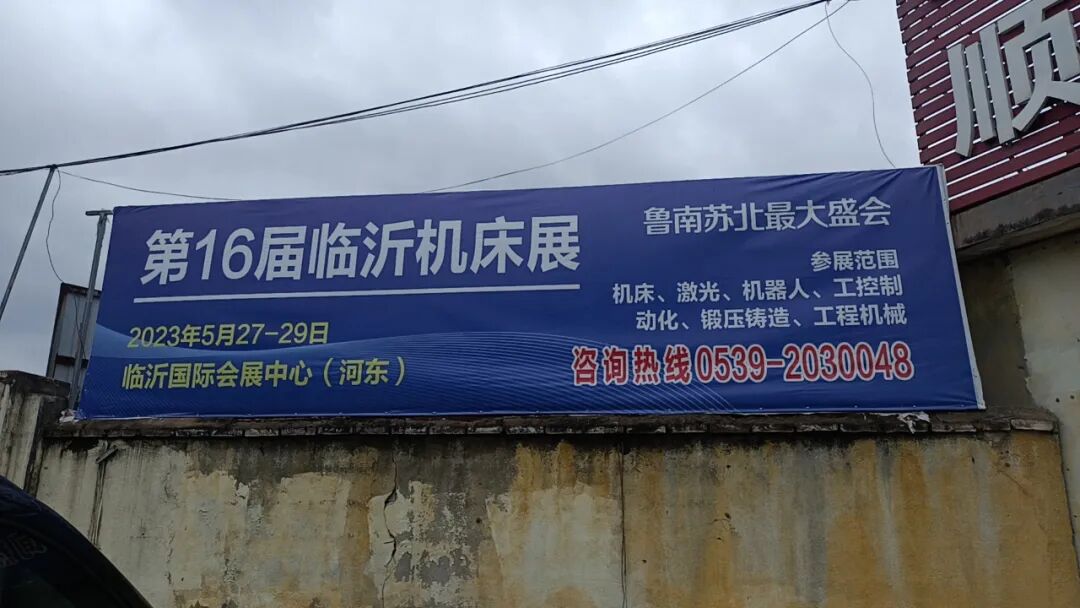 第16届临沂机床展
2023年5月27-29日
临沂国际会展中心（河东）
鲁南苏北最大盛会
参展范围
机床、激光、机器人、工控制
动化、锻压铸造、工程机械
咨询热线0539-2030048
顺